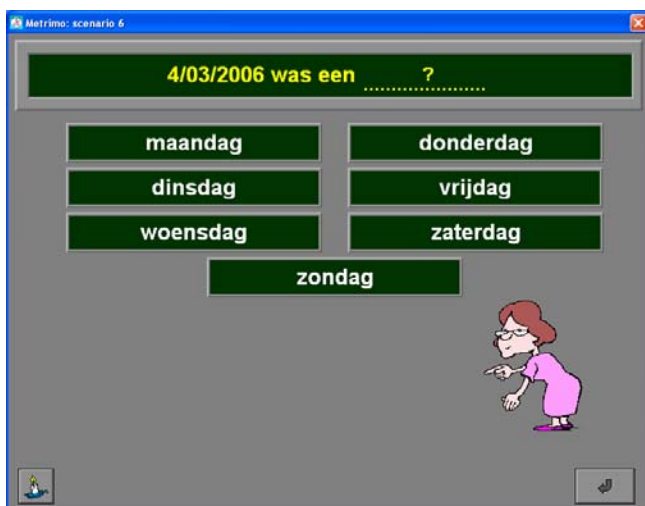 Metrimo: scenario 6
4/03/2006 was een ......................?
maandag
donderdag
dinsdag
vrijdag
woensdag
zaterdag
zondag